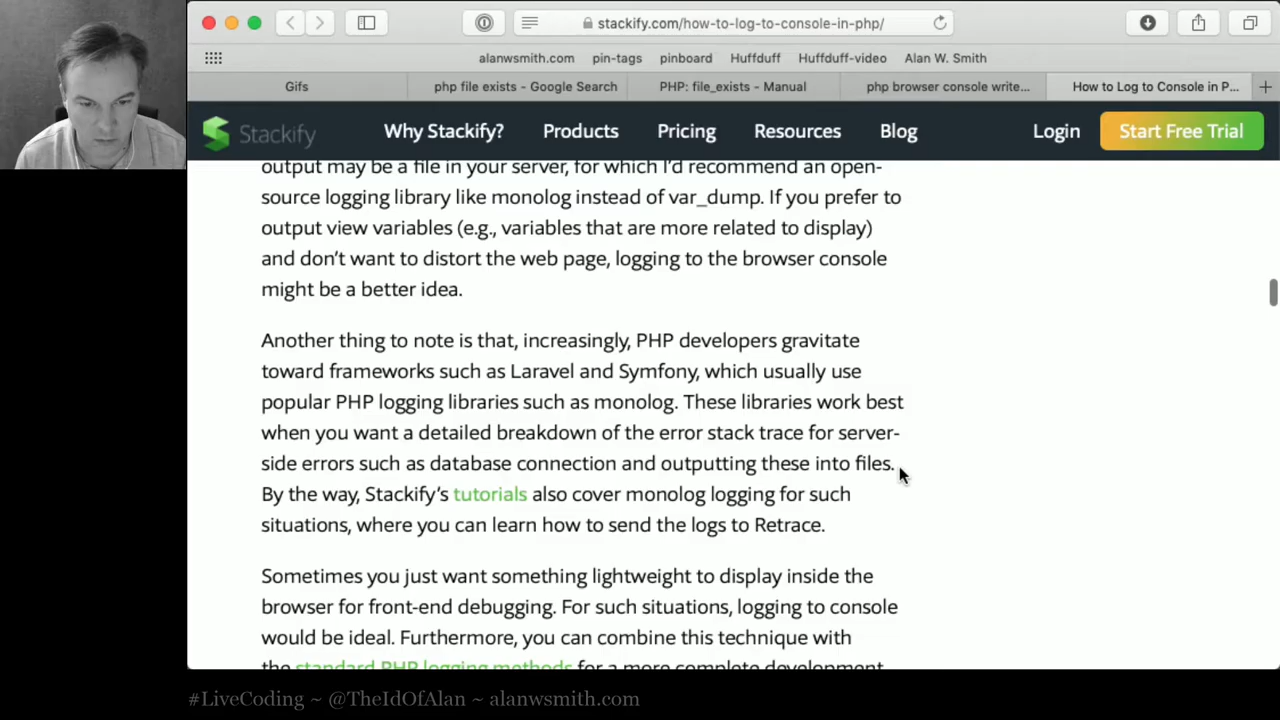 stackify.com/how-to-log-to-console-in-php/
alanwsmith.com pin-tags pinboard Huffduff Huffduff-video Alan W. Smith
Gifs php file exists - Google Search PHP: file_exists - Manual php browser console write... How to Log to Console in P...
Stackify Why Stackify? Products Pricing Resources Blog Login Start Free Trial
output may be a file in your server, for which I’d recommend an open-
source logging library like monolog instead of var_dump. If you prefer to
output view variables (e.g., variables that are more related to display)
and don’t want to distort the web page, logging to the browser console
might be a better idea.
Another thing to note is that, increasingly, PHP developers gravitate
toward frameworks such as Laravel and Symfony, which usually use
popular PHP logging libraries such as monolog. These libraries work best
when you want a detailed breakdown of the error stack trace for server-
side errors such as database connection and outputting these into files.
By the way, Stackify’s tutorials also cover monolog logging for such
situations, where you can learn how to send the logs to Retrace.
Sometimes you just want something lightweight to display inside the
browser for front-end debugging. For such situations, logging to console
would be ideal. Furthermore, you can combine this technique with
the standard PHP logging methods for a more complete development
#LiveCoding ~ @TheIdOfAlan ~ alanwsmith.com